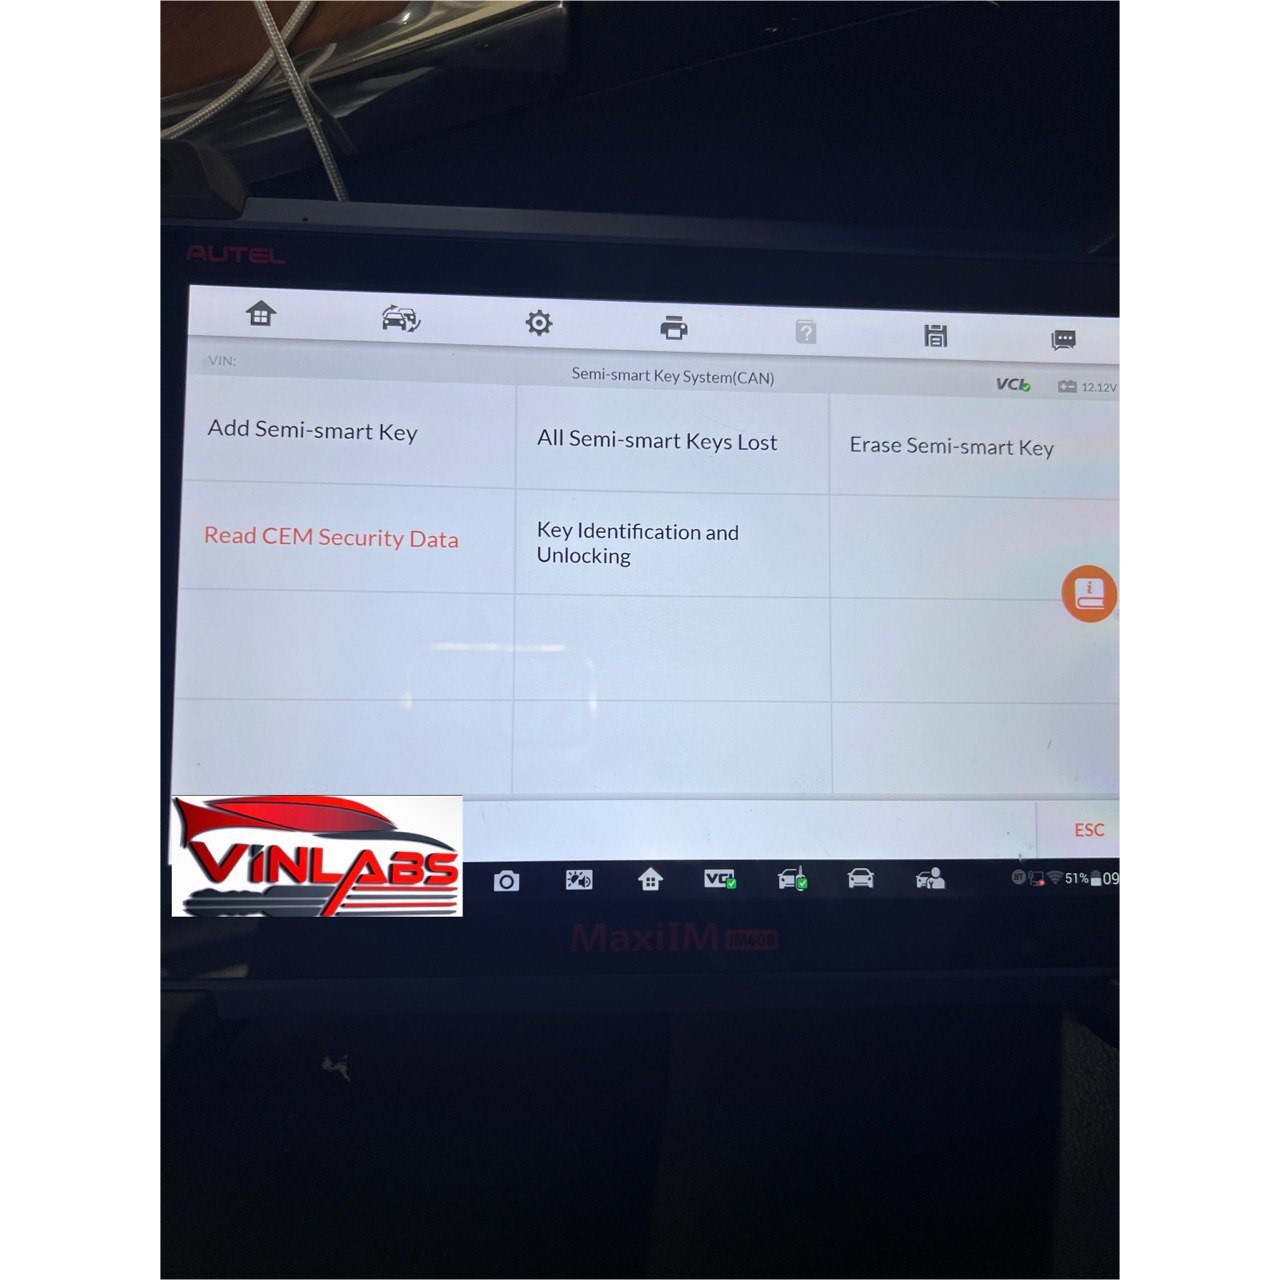 AUTEL
VIN:
Semi-smart Key System(CAN)
VCI
12.12V
Add Semi-smart Key
All Semi-smart Keys Lost
Erase Semi-smart Key
Read CEM Security Data
Key Identification and
Unlocking
ESC
VINLABS
VCI
51%
09
MaxiIM IM608